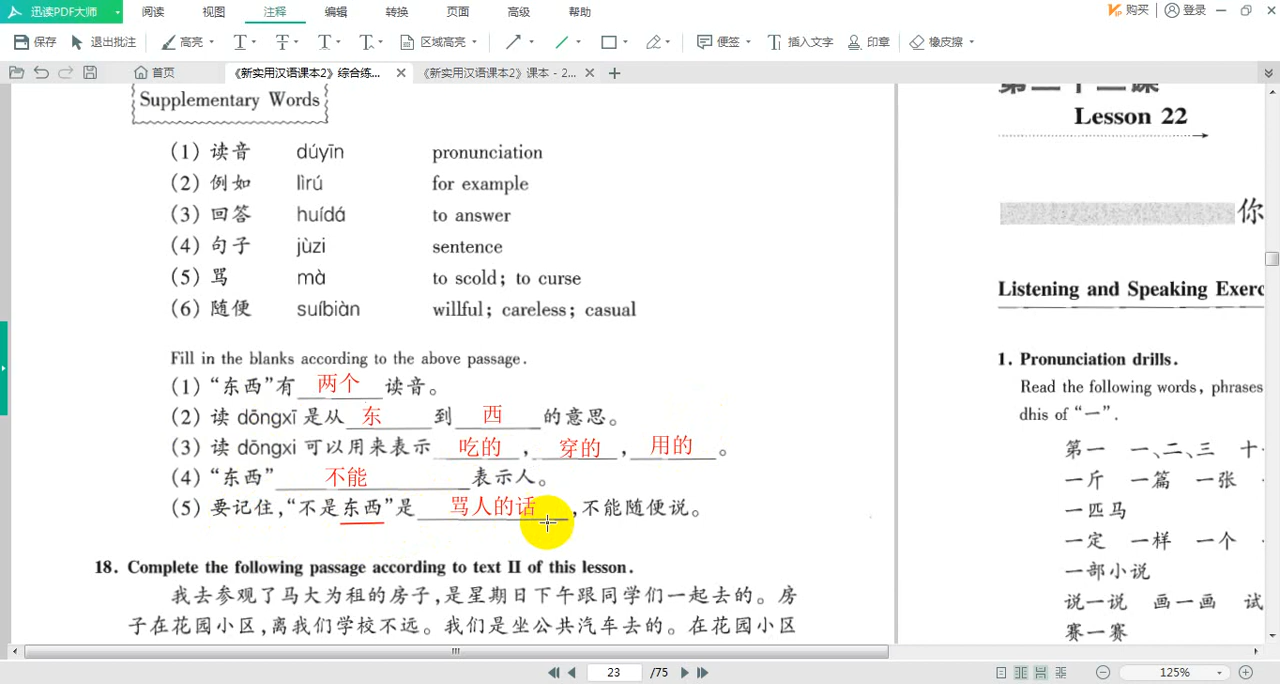 迅读PDF大师 阅读 视图 注释 编辑 转换 页面 高级 帮助 购买 登录
保存 退出批注 高亮 区域高亮 便签 插入文字 印章 橡皮擦
首页 《新实用汉语课本2》综合练... 《新实用汉语课本2》课本 - 2...
Supplementary Words
(1) 读音 dúyīn pronunciation
(2) 例如 lìrú for example
(3) 回答 huídá to answer
(4) 句子 jùzi sentence
(5) 骂 mà to scold; to curse
(6) 随便 suíbiàn willful; careless; casual
Fill in the blanks according to the above passage.
(1) “东西”有 两个 读音。
(2) 读 dōngxī 是从 东 到 西 的意思。
(3) 读 dōngxi 可以用来表示 吃的 , 穿的 , 用的 。
(4) “东西” 不能 表示人。
(5) 要记住,“不是东西”是 骂人的话 ,不能随便说。
18. Complete the following passage according to text II of this lesson.
我去参观了马大为租的房子,是星期日下午跟同学们一起去的。房
子在花园小区,离我们学校不远。我们是坐公共汽车去的。在花园小区
Lesson 22
你
Listening and Speaking Exerc
1. Pronunciation drills.
Read the following words, phrases
dhis of “一”.
第一 一、二、三 十
一斤 一篇 一张
一匹马
一定 一样 一个
一部小说
说一说 画一画 试
赛一赛
23 /75 125%